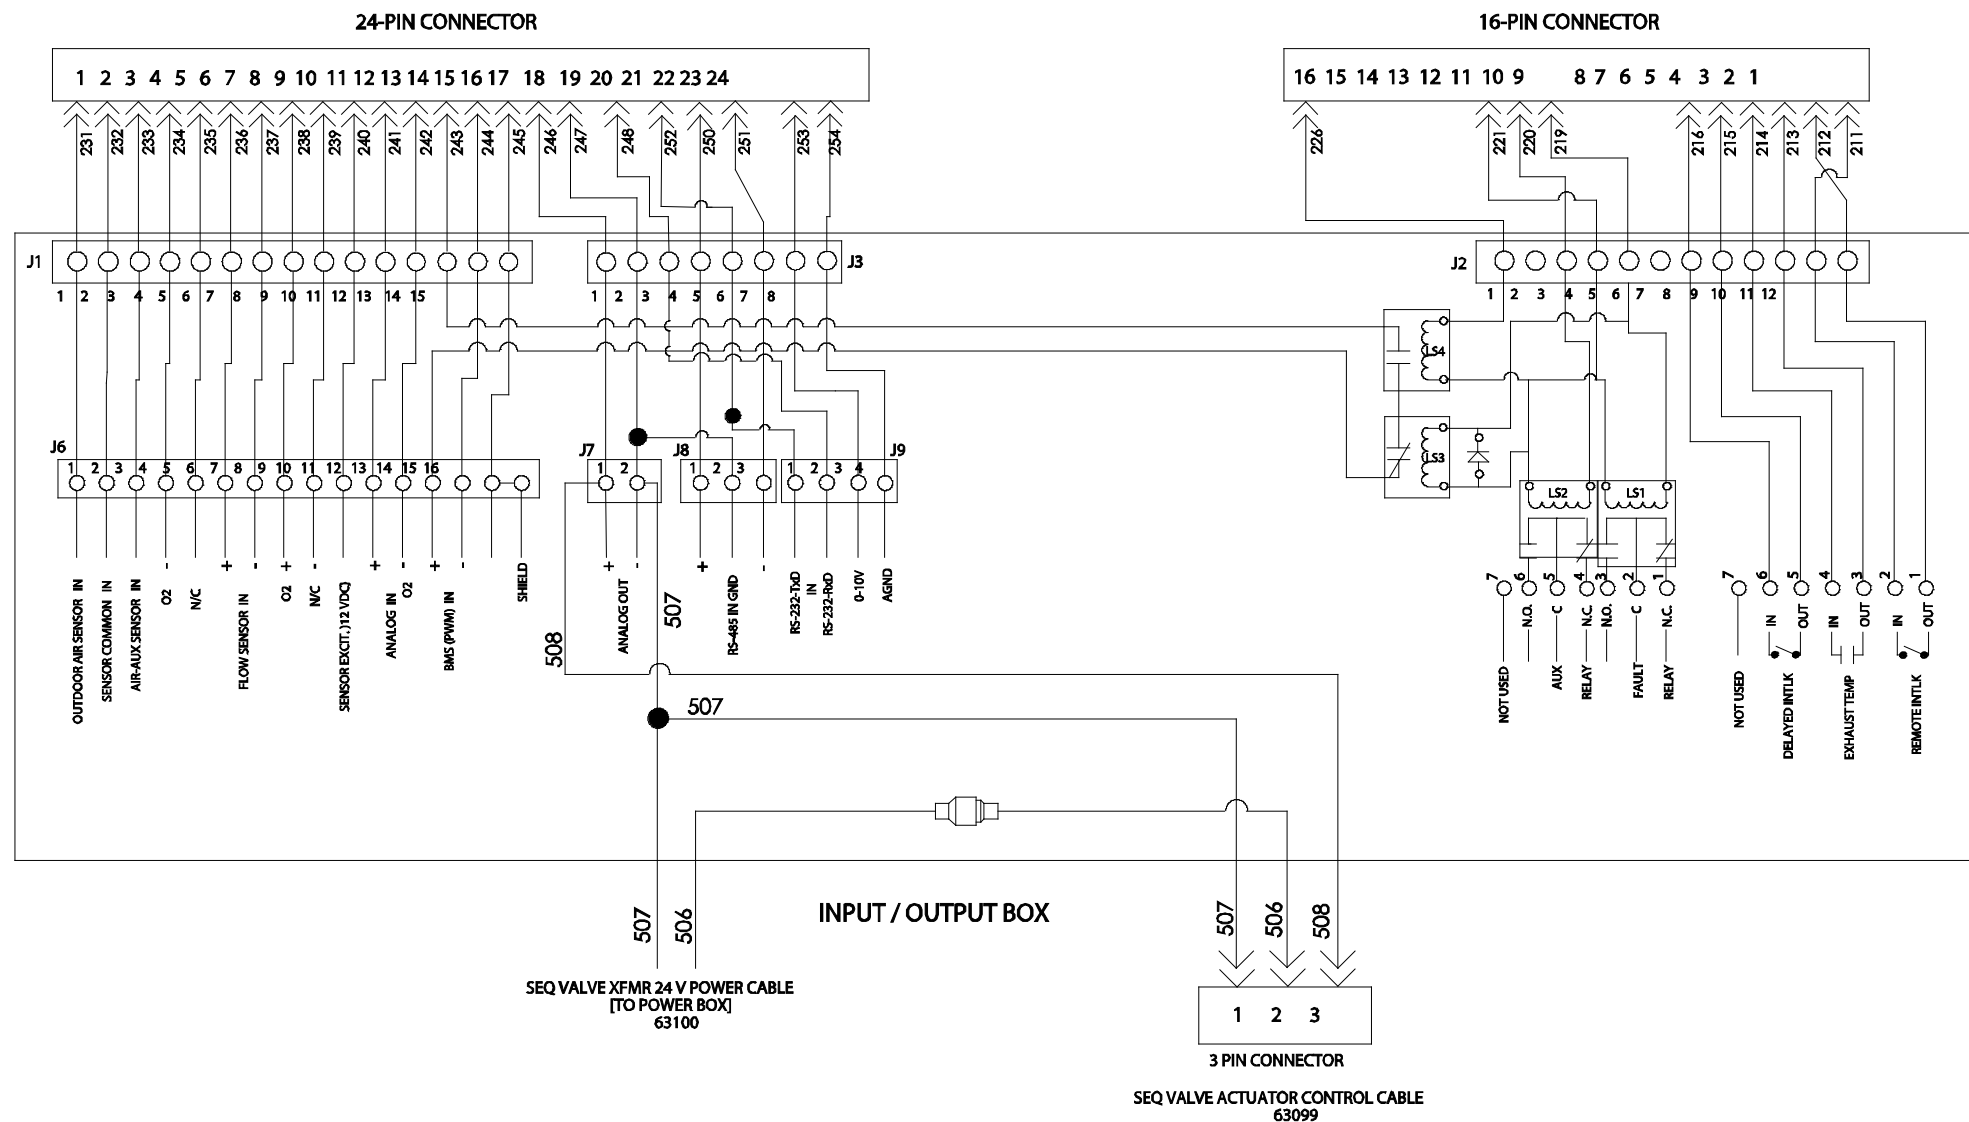 24-PIN CONNECTOR
16-PIN CONNECTOR
1 2 3 4 5 6 7 8 9 10 11 12 13 14 15 16 17 18 19 20 21 22 23 24
16 15 14 13 12 11 10 9 8 7 6 5 4 3 2 1
231 232 233 234 235 236 237 238 239 240 241 242 243 244 245 246 247 248 252 250 251 253 254
226 221 220 219 216 215 214 213 212 211
J1
J3
J2
1 2 3 4 5 6 7 8 9 10 11 12 13 14 15
1 2 3 4 5 6 7 8
1 2 3 4 5 6 7 8 9 10 11 12
LS4
LS3
J6
J7
J8
J9
1 2 3 4 5 6 7 8 9 10 11 12 13 14 15 16
1 2
1 2 3
1 2 3 4
LS2
LS1
OUTDOOR AIR SENSOR IN
SENSOR COMMON IN
AIR-AUX SENSOR IN
-
O2
N/C
+
-
FLOW SENSOR IN
+
O2
-
N/C
SENSOR EXCIT. )12 VDC)
+
-
ANALOG IN
O2
+
-
BMS (PWM) IN
SHIELD
508
+
-
ANALOG OUT
507
+
RS-485 IN GND
-
RS-232-TxD
IN
RS-232-RxD
0-10V
AGND
7 6 5 4 3 2 1
N.O. C N.C. N.O. C N.C.
NOT USED
AUX
RELAY
FAULT
RELAY
7 6 5 4 3 2 1
IN OUT IN OUT IN OUT
NOT USED
DELAYED INTLK
EXHAUST TEMP
REMOTE INTLK
507
INPUT / OUTPUT BOX
507
506
507
506
508
SEQ VALVE XFMR 24 V POWER CABLE
[TO POWER BOX]
63100
1 2 3
3 PIN CONNECTOR
SEQ VALVE ACTUATOR CONTROL CABLE
63099